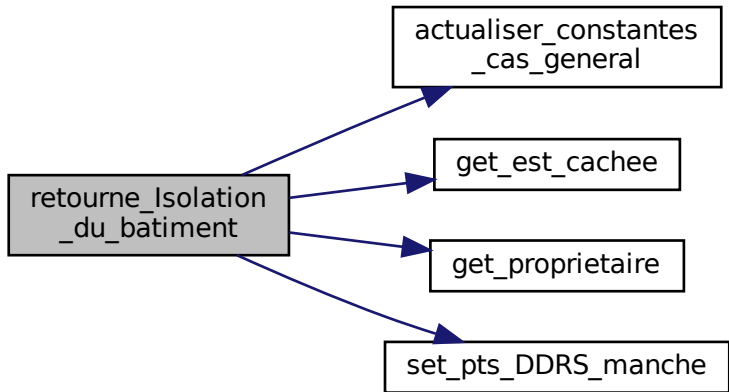 actualiser_constantes
_cas_general
get_est_cachee
retourne_Isolation
_du_batiment
get_proprietaire
set_pts_DDRS_manche